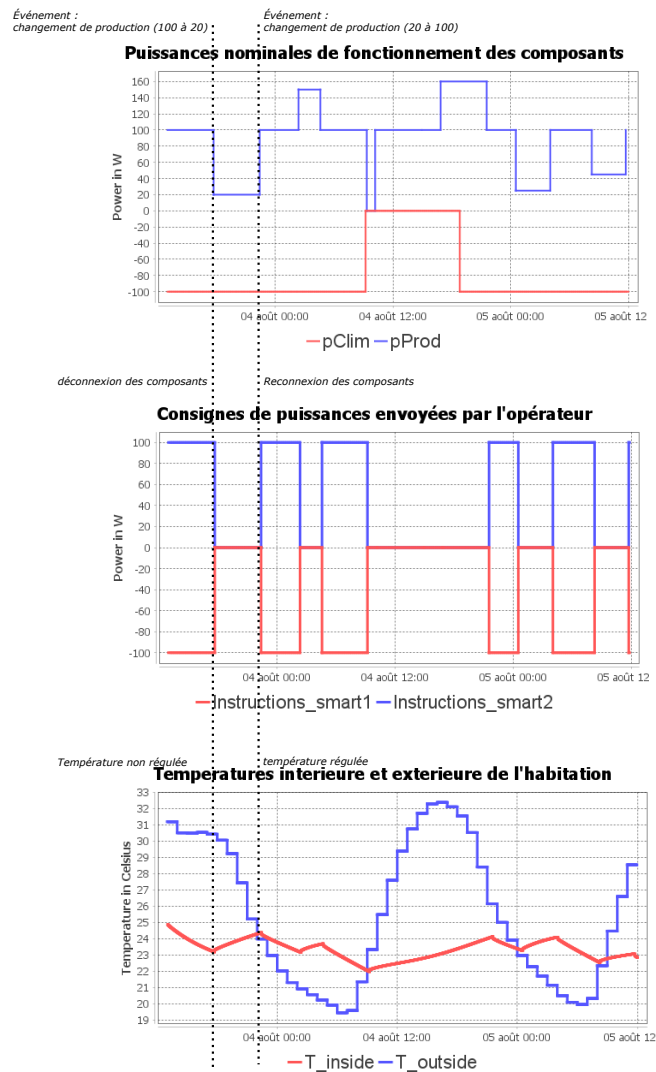 Événement :
changement de production (100 à 20)
Événement :
changement de production (20 à 100)
Puissances nominales de fonctionnement des composants
Power in W
160
140
120
100
80
60
40
20
0
-20
-40
-60
-80
-100
04 août 00:00
04 août 12:00
05 août 00:00
05 août 12
pClim
pProd
déconnexion des composants
Reconnexion des composants
Consignes de puissances envoyées par l'opérateur
Power in W
100
80
60
40
20
0
-20
-40
-60
-80
-100
04 août 00:00
04 août 12:00
05 août 00:00
05 août 12
Instructions_smart1
Instructions_smart2
Température non régulée
température régulée
Temperatures interieure et exterieure de l'habitation
Temperature in Celsius
33
32
31
30
29
28
27
26
25
24
23
22
21
20
19
04 août 00:00
04 août 12:00
05 août 00:00
05 août 12
T_inside
T_outside